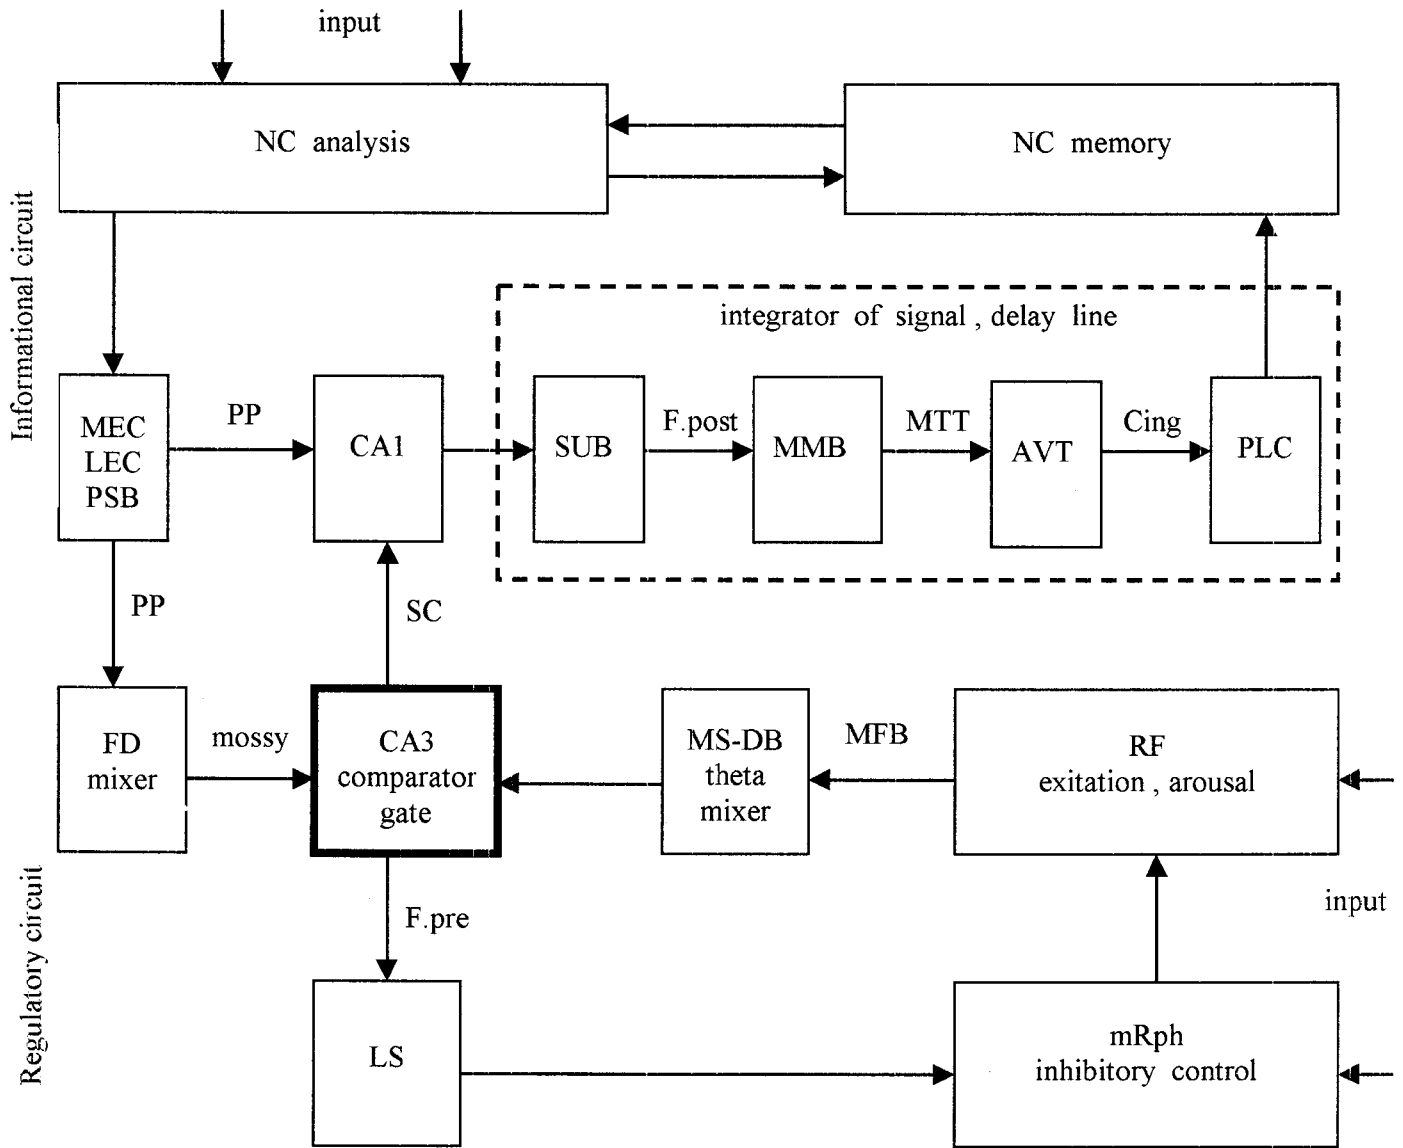 input
NC analysis
NC memory
Informational circuit
integrator of signal , delay line
MEC
LEC
PSB
PP
CA1
SUB
F.post
MMB
MTT
AVT
Cing
PLC
PP
SC
FD
mixer
mossy
CA3
comparator
gate
MS-DB
theta
mixer
MFB
RF
exitation , arousal
input
Regulatory circuit
F.pre
LS
mRph
inhibitory control